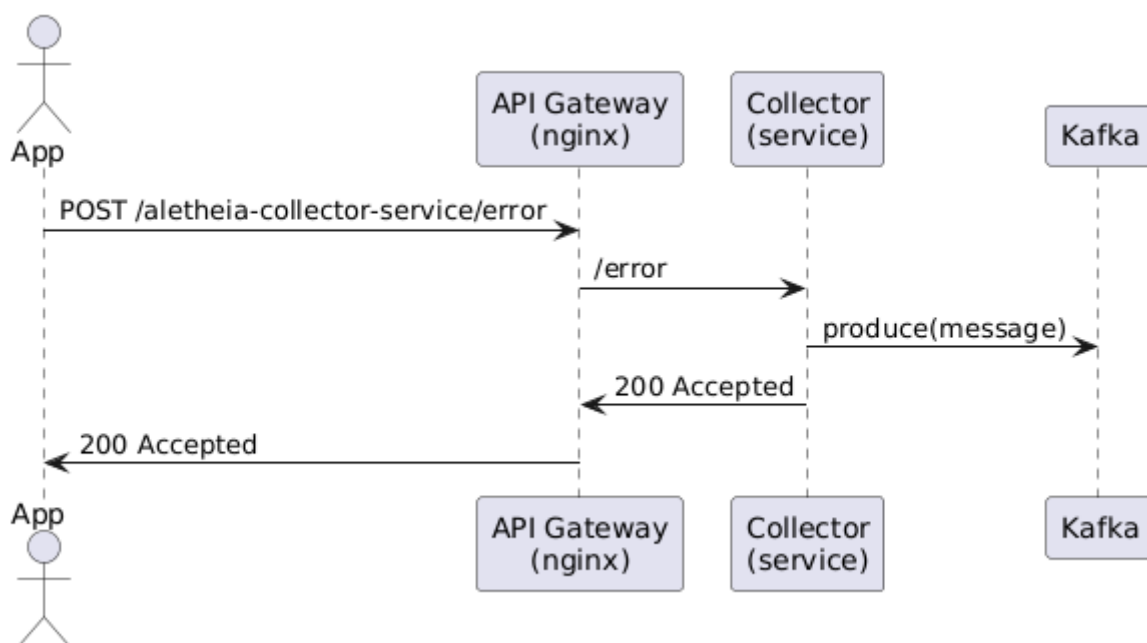 App
API Gateway
(nginx)
Collector
(service)
Kafka
POST /aletheia-collector-service/error
/error
produce(message)
200 Accepted
200 Accepted
App
API Gateway
(nginx)
Collector
(service)
Kafka